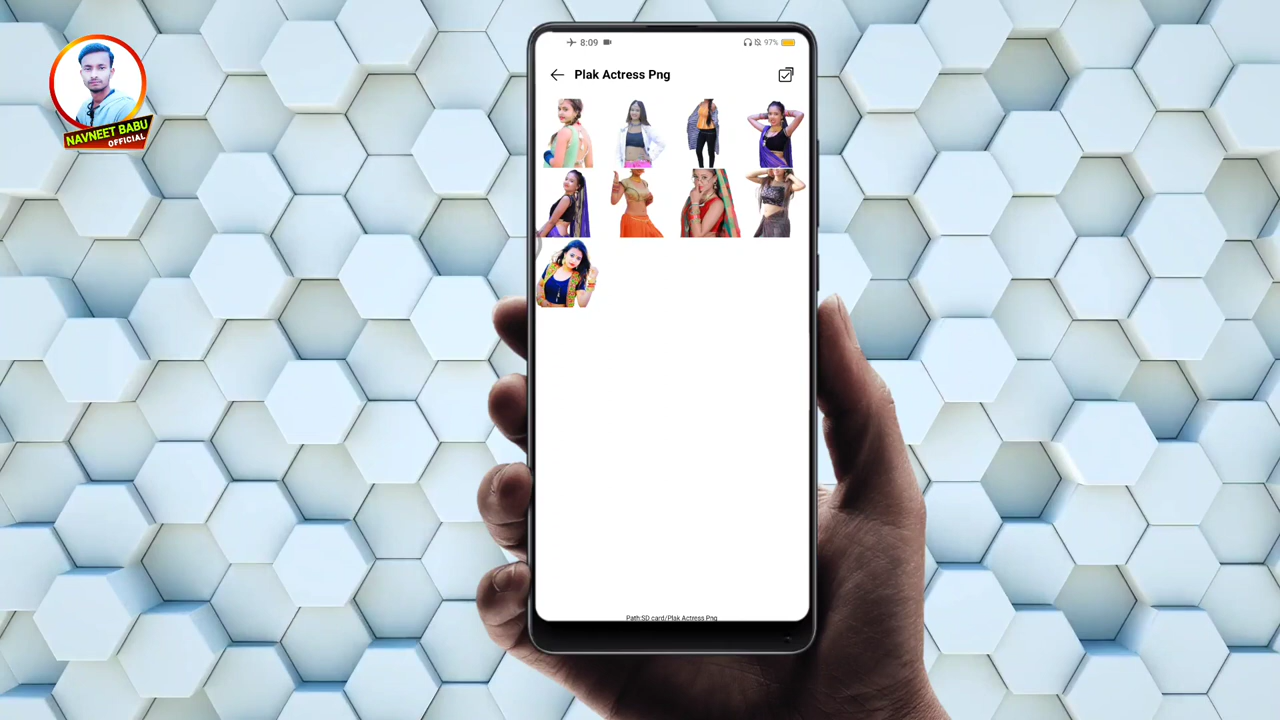 NAVNEET BABU
OFFICIAL
8:09
97%
Plak Actress Png
Path:SD card/Plak Actress Png